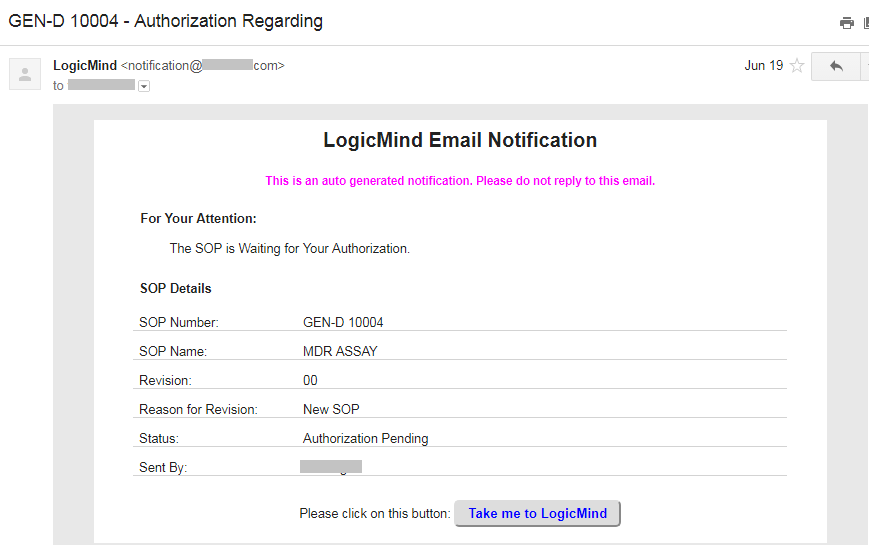 GEN-D 10004 - Authorization Regarding
LogicMind <notification@ com>
Jun 19
to
LogicMind Email Notification
This is an auto generated notification. Please do not reply to this email.
For Your Attention:
The SOP is Waiting for Your Authorization.
SOP Details
SOP Number: GEN-D 10004
SOP Name: MDR ASSAY
Revision: 00
Reason for Revision: New SOP
Status: Authorization Pending
Sent By:
Please click on this button: Take me to LogicMind